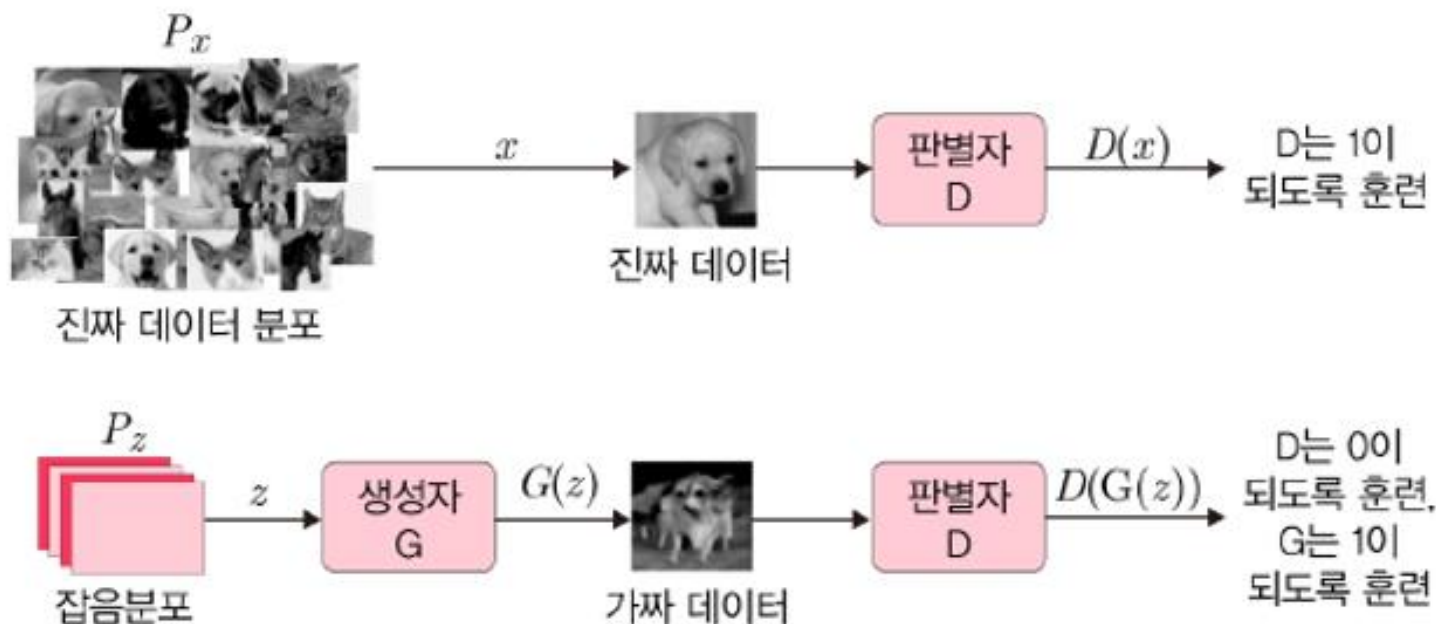 P_x
x
판별자
D
D(x)
D는 1이
되도록 훈련
진짜 데이터
진짜 데이터 분포
P_z
z
생성자
G
G(z)
판별자
D
D(G(z))
D는 0이
되도록 훈련,
G는 1이
되도록 훈련
잡음분포
가짜 데이터